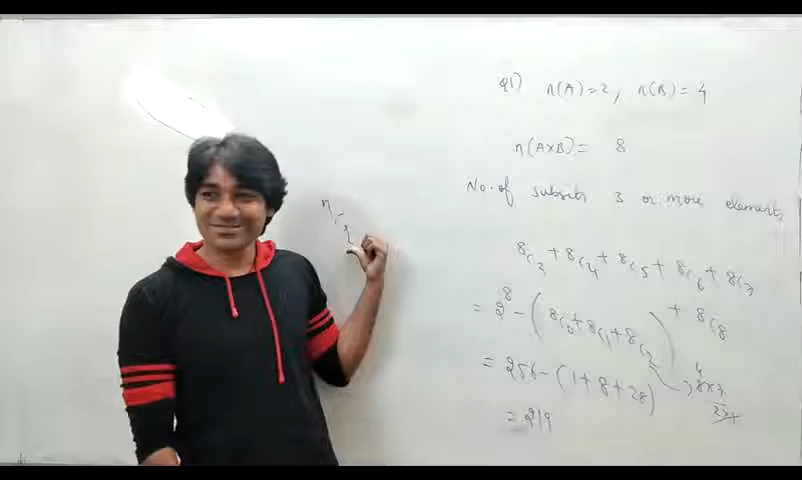 Q1) n(A)=2, n(B)=4
n(A×B)= 8
No. of subsets 3 or more elements
8C3 + 8C4 + 8C5 + 8C6 + 8C7
= 2^8 - (8C0+8C1+8C2) + 8C8
= 256 - (1+8+28)
= 219